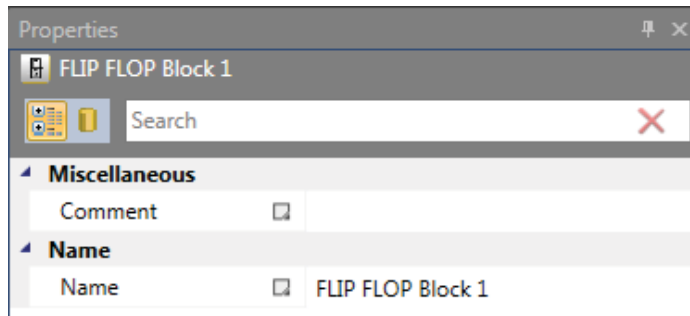 Properties
FLIP FLOP Block 1
Search
Miscellaneous
Comment
Name
Name FLIP FLOP Block 1